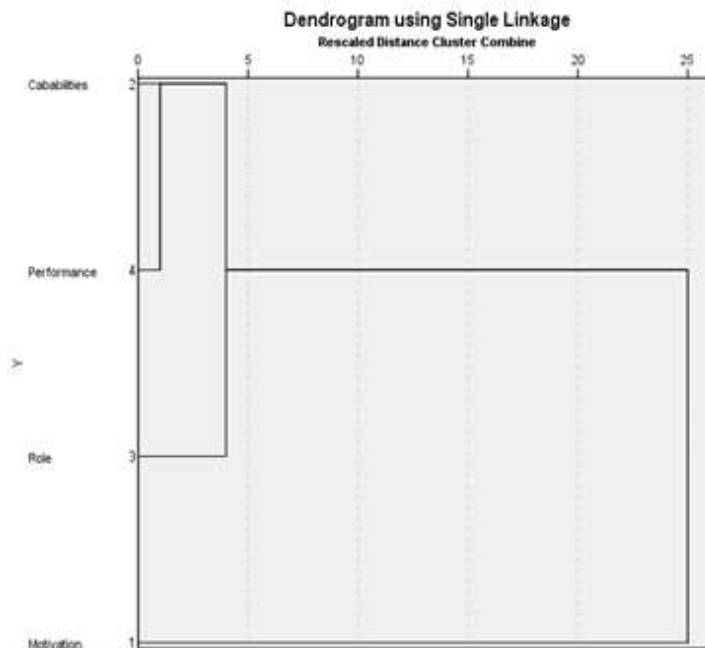 Dendrogram using Single Linkage
Rescaled Distance Cluster Combine
0 5 10 15 20 25
Cababilities 2
Performance 4
Y
Role 3
Motivation 1